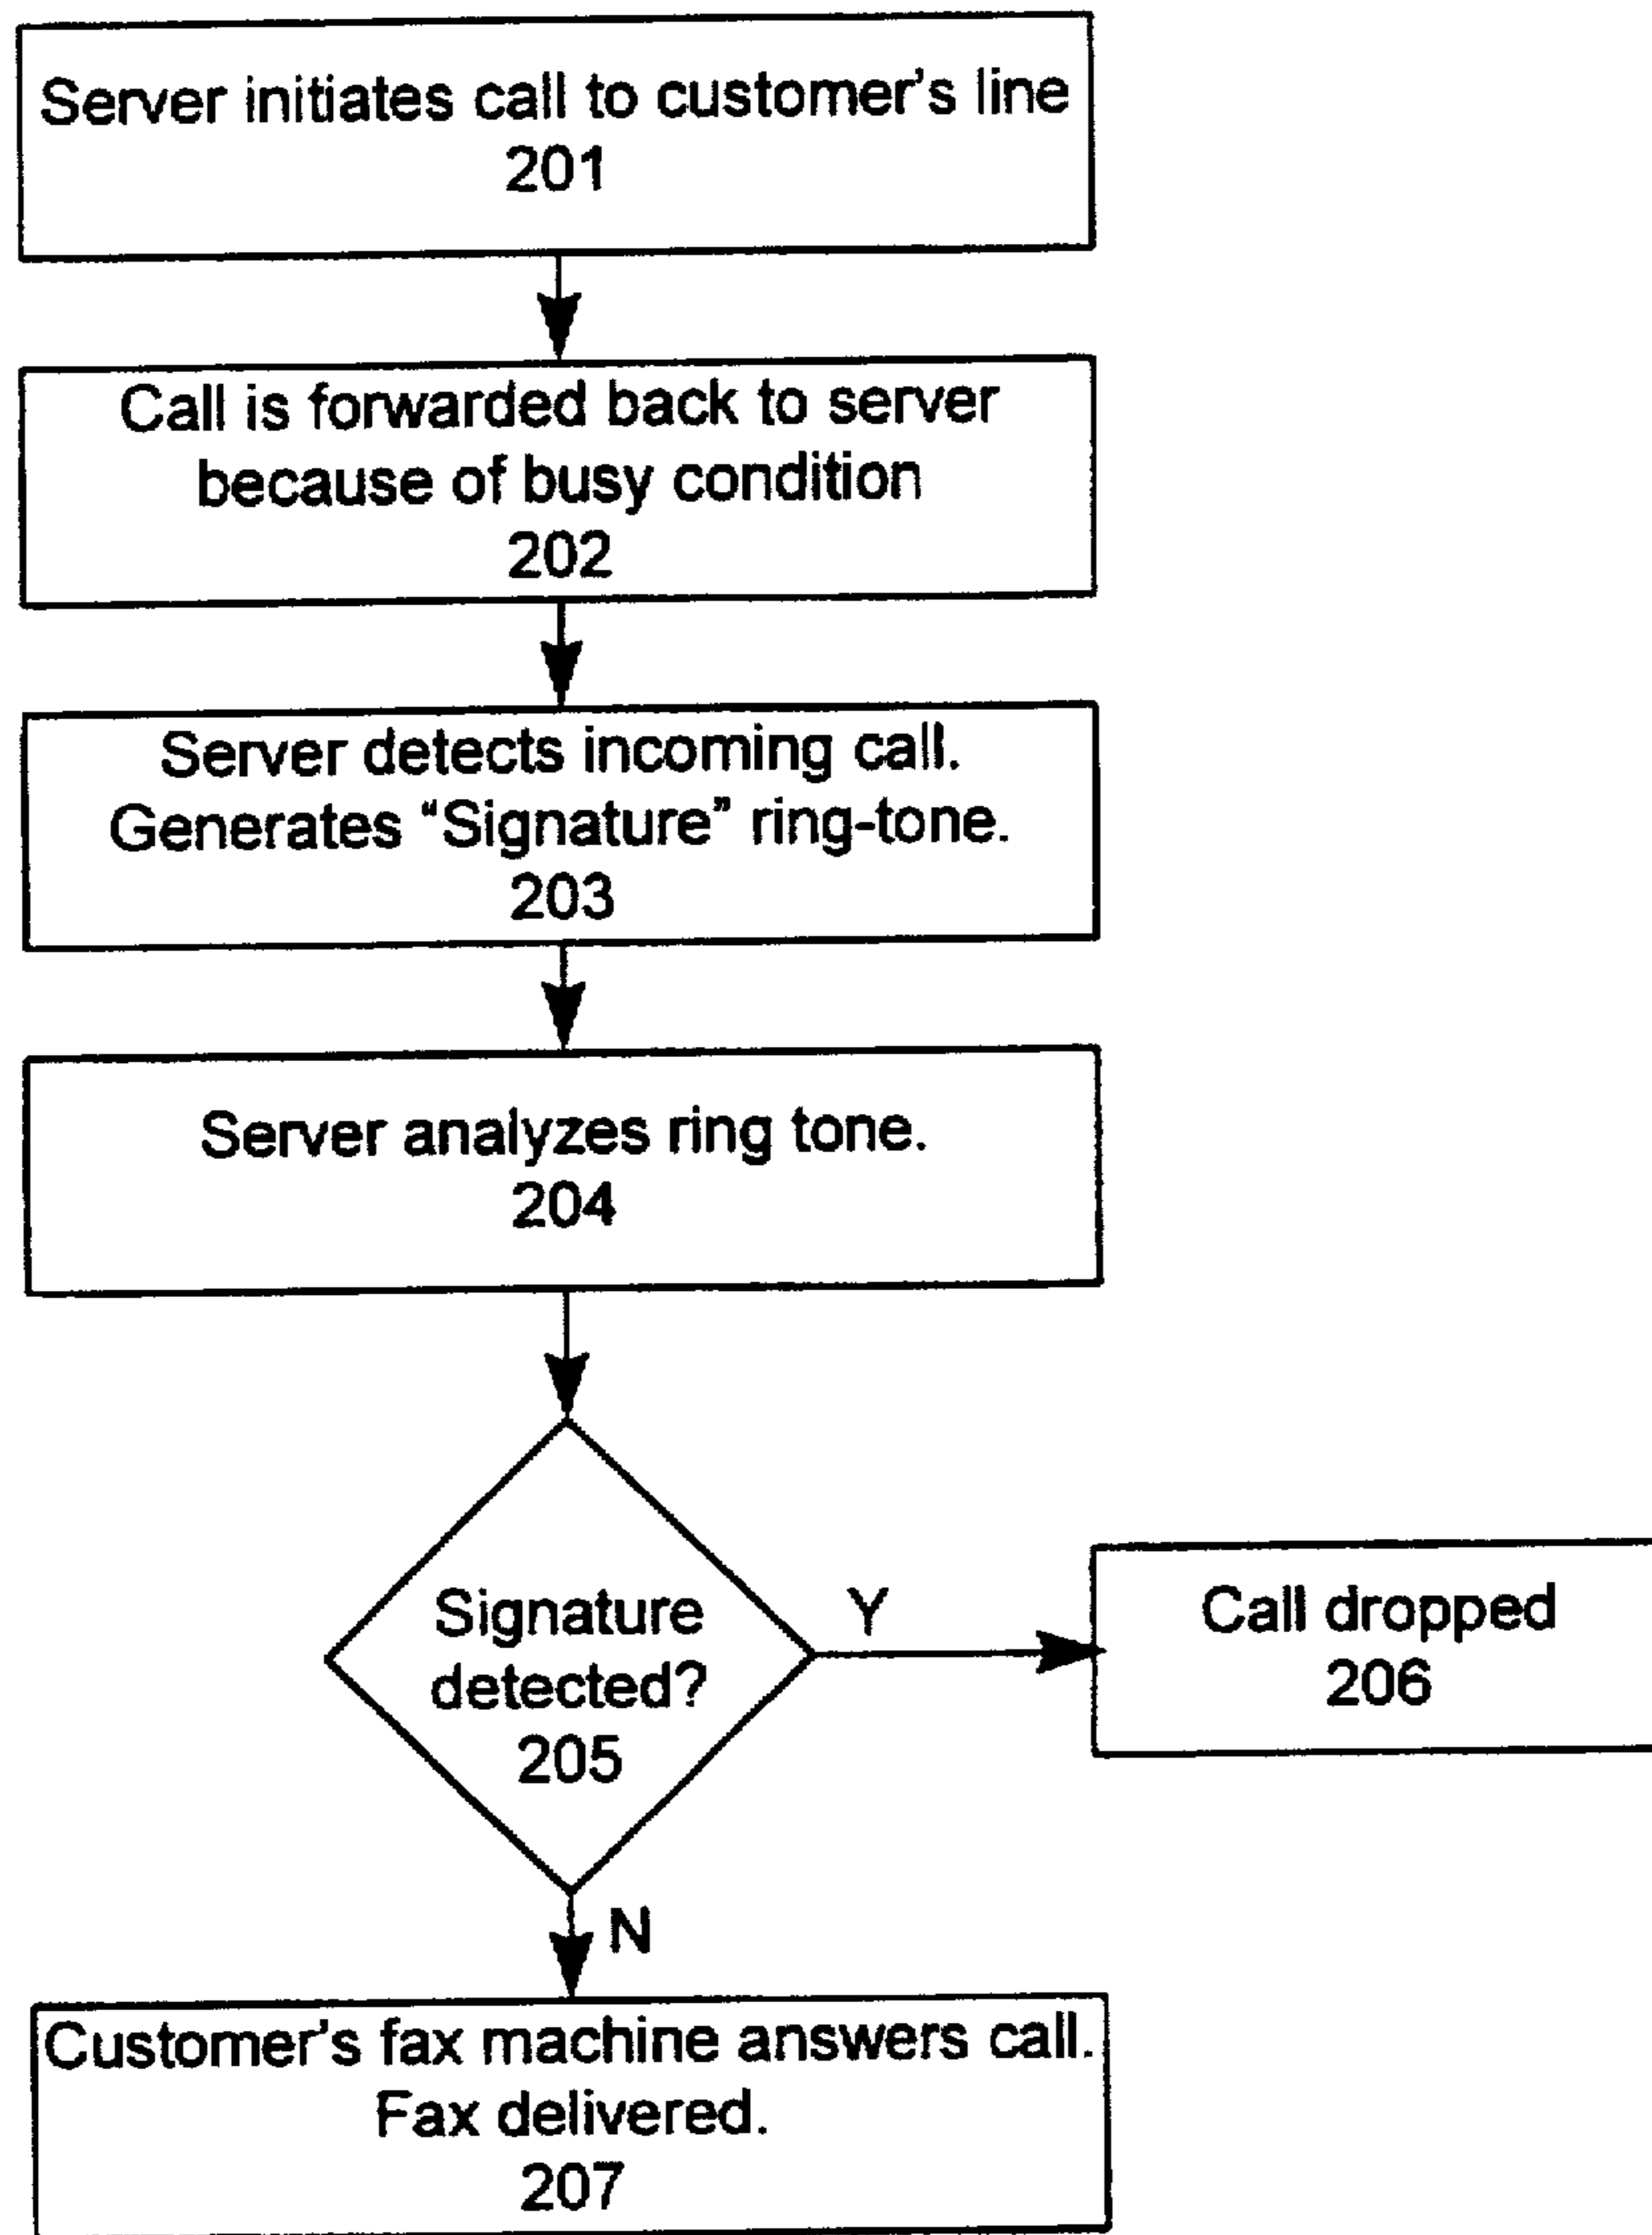 Server initiates call to customer's line
201
Call is forwarded back to server
because of busy condition
202
Server detects incoming call.
Generates “Signature” ring-tone.
203
Server analyzes ring tone.
204
Signature
detected?
205
Y
Call dropped
206
N
Customer's fax machine answers call.
Fax delivered.
207